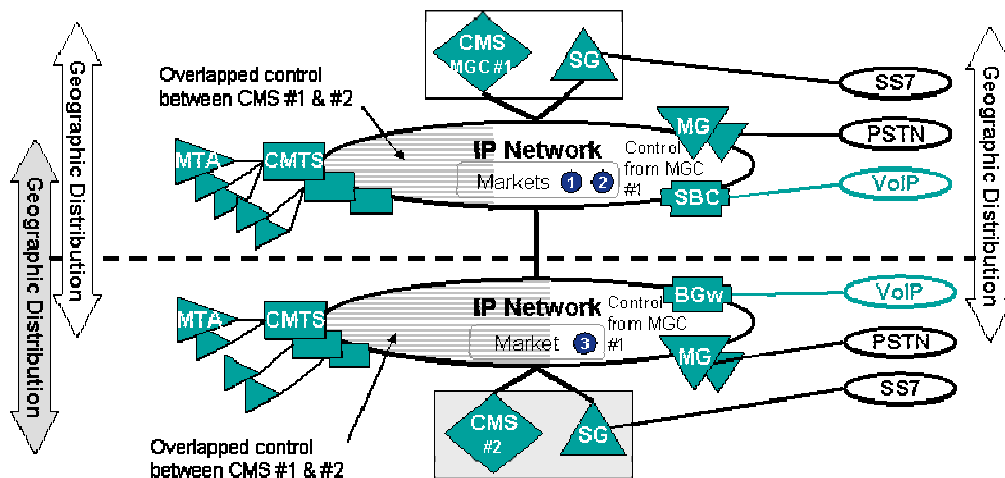 Geographic Distribution
Geographic Distribution
Geographic Distribution
CMS
MGC #1
SG
SS7
Overlapped control
between CMS #1 & #2
MG
PSTN
MTA
CMTS
IP Network
Control
from MGC
#1
Markets 1 2
SBC
VoIP
BGw
VoIP
MTA
CMTS
IP Network
Control
from MGC
#1
Market 3
MG
PSTN
SS7
CMS
#2
SG
Overlapped control
between CMS #1 & #2